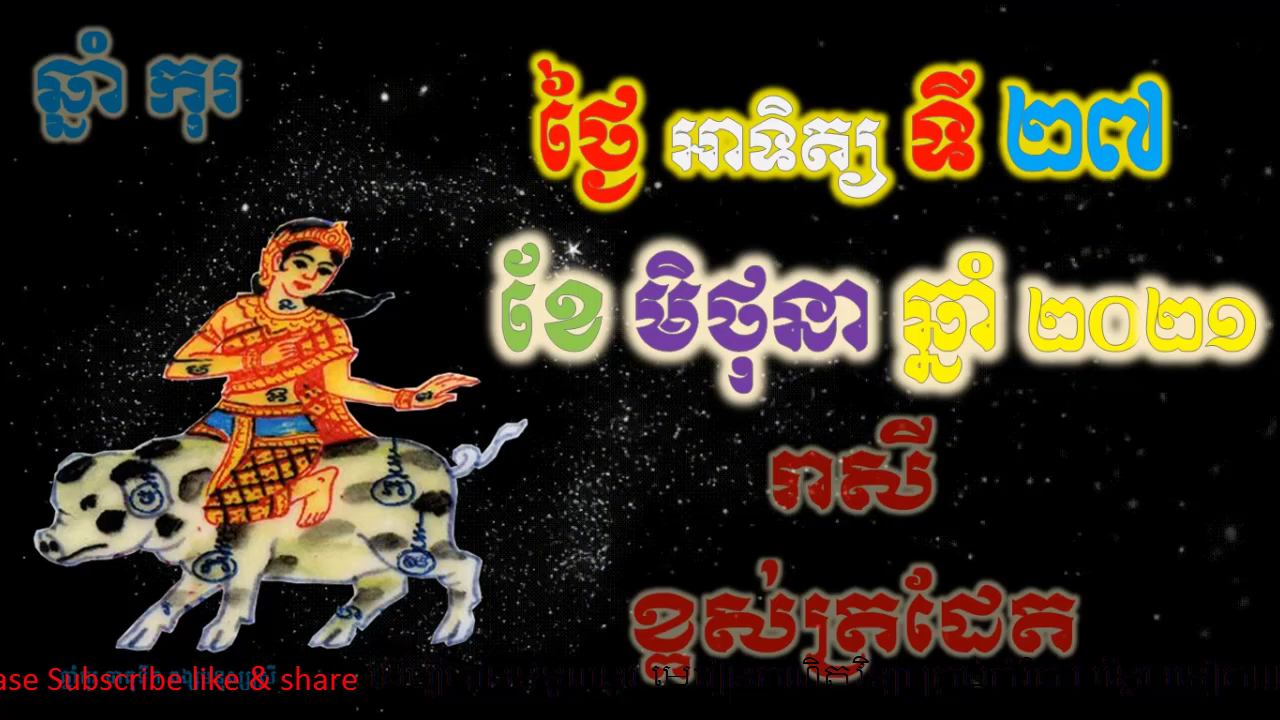 ឆ្នាំ កុរ
ថ្ងៃ អាទិត្យ ទី ២៧
ខែ មិថុនា ឆ្នាំ ២០២១
រាសី
ខ្ពស់ត្រដែត
ase Subscribe like & share